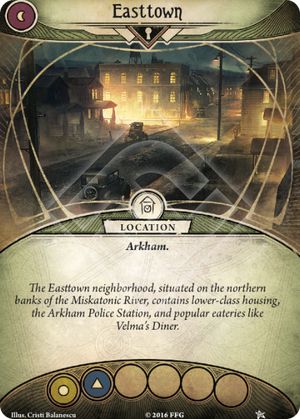 Easttown
LOCATION
Arkham.
The Easttown neighborhood, situated on the northern
banks of the Miskatonic River, contains lower-class housing,
the Arkham Police Station, and popular eateries like
Velma's Diner.
Illus. Cristi Balanescu © 2016 FFG